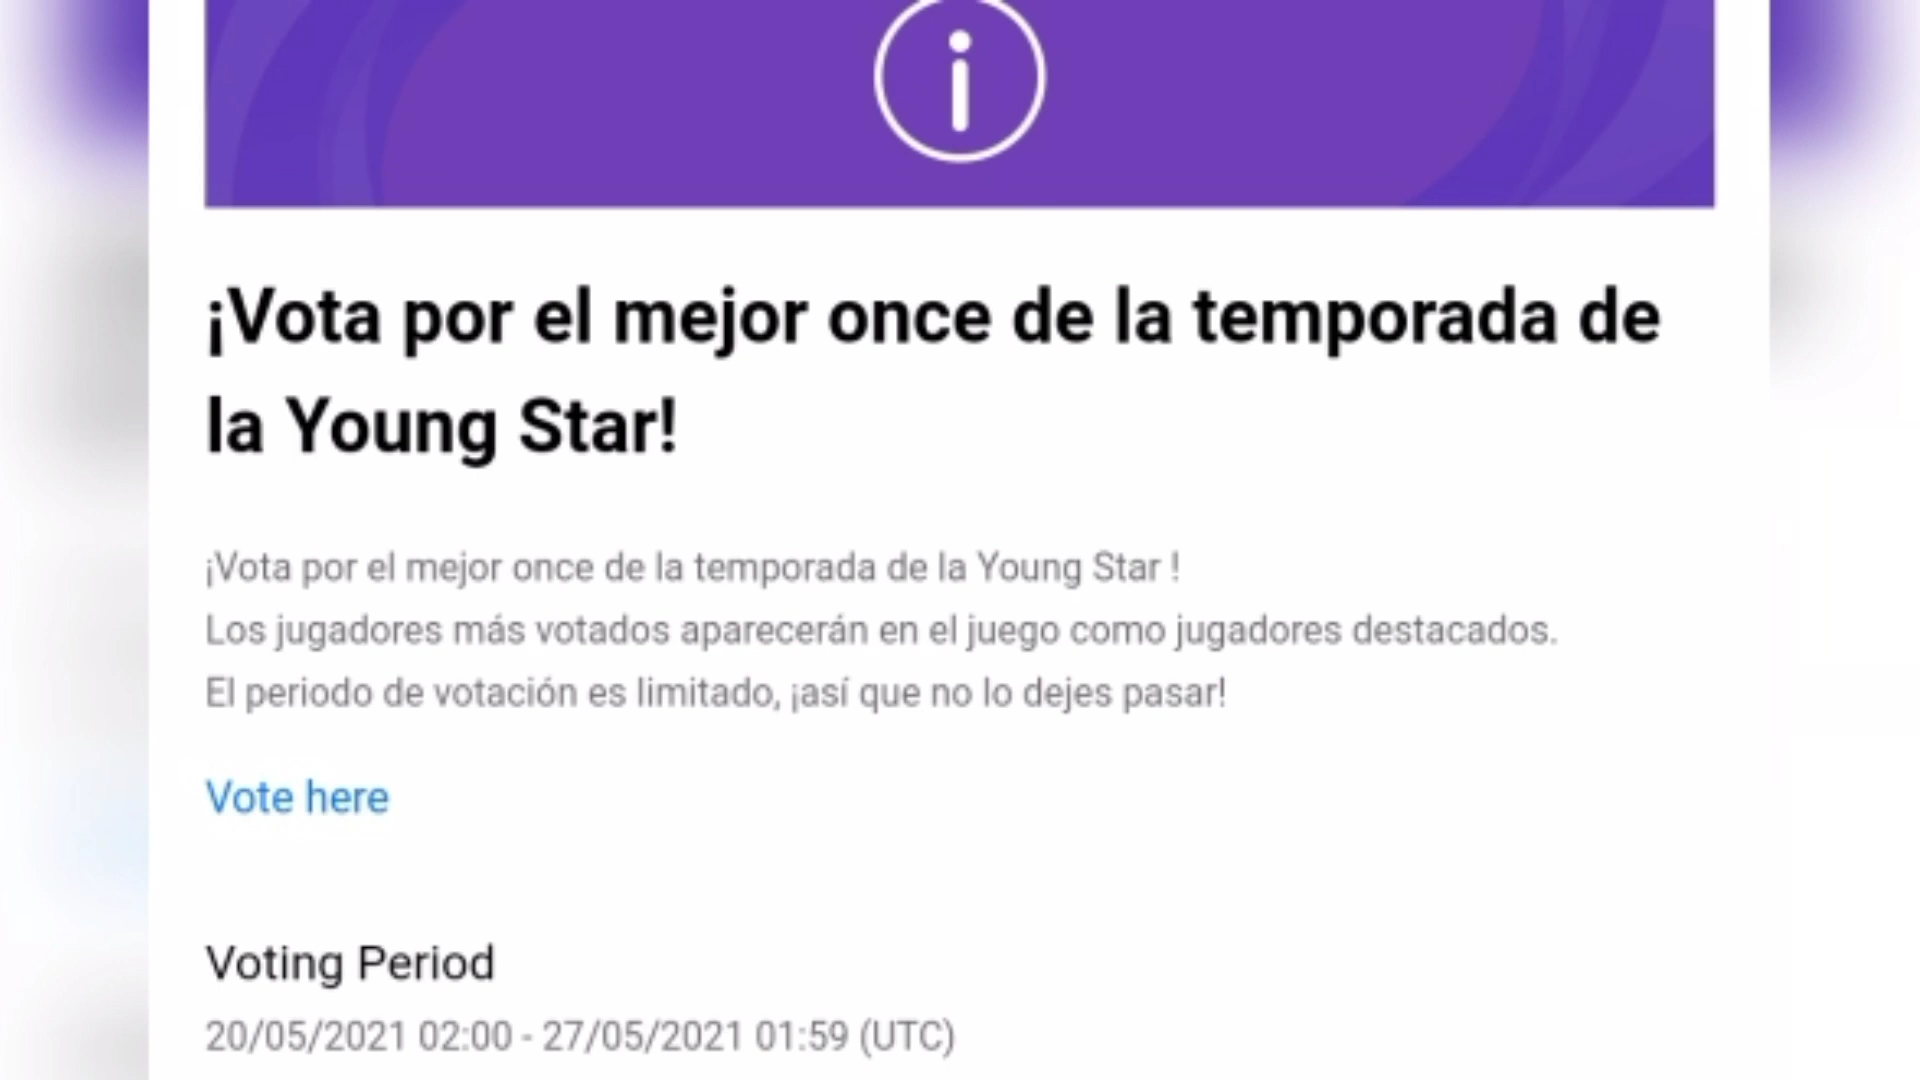 ¡Vota por el mejor once de la temporada de
la Young Star!
¡Vota por el mejor once de la temporada de la Young Star !
Los jugadores más votados aparecerán en el juego como jugadores destacados.
El periodo de votación es limitado, ¡así que no lo dejes pasar!
Vote here
Voting Period
20/05/2021 02:00 - 27/05/2021 01:59 (UTC)